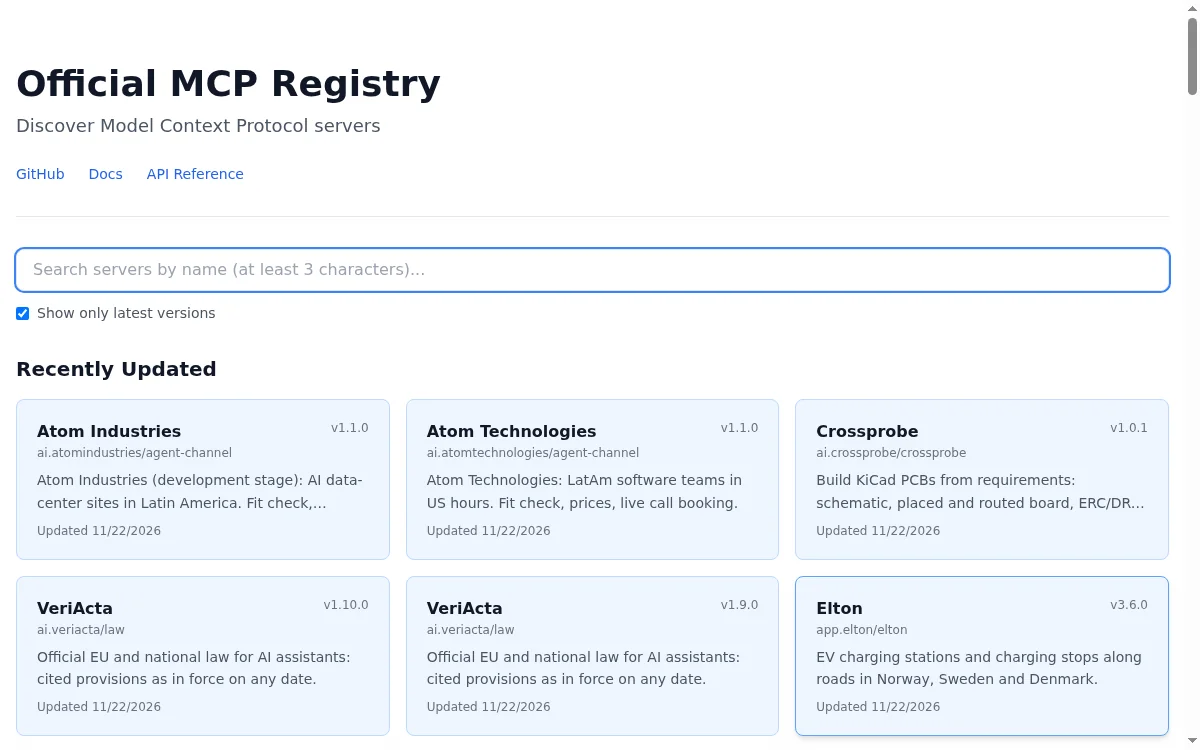 Official MCP Registry
Discover Model Context Protocol servers
GitHub Docs API Reference
Search servers by name (at least 3 characters)...
Show only latest versions
Recently Updated
Atom Industries
v1.1.0
ai.atomindustries/agent-channel
Atom Industries (development stage): AI data-
center sites in Latin America. Fit check,...
Updated 11/22/2026
Atom Technologies
v1.1.0
ai.atomtechnologies/agent-channel
Atom Technologies: LatAm software teams in
US hours. Fit check, prices, live call booking.
Updated 11/22/2026
Crossprobe
v1.0.1
ai.crossprobe/crossprobe
Build KiCad PCBs from requirements:
schematic, placed and routed board, ERC/DR...
Updated 11/22/2026
VeriActa
v1.10.0
ai.veriacta/law
Official EU and national law for AI assistants:
cited provisions as in force on any date.
Updated 11/22/2026
VeriActa
v1.9.0
ai.veriacta/law
Official EU and national law for AI assistants:
cited provisions as in force on any date.
Updated 11/22/2026
Elton
v3.6.0
app.elton/elton
EV charging stations and charging stops along
roads in Norway, Sweden and Denmark.
Updated 11/22/2026